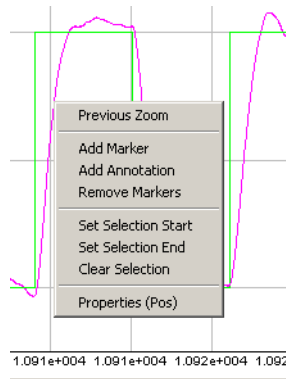 Previous Zoom
Add Marker
Add Annotation
Remove Markers
Set Selection Start
Set Selection End
Clear Selection
Properties (Pos)
1.091e+004 1.091e+004 1.092e+004 1.092